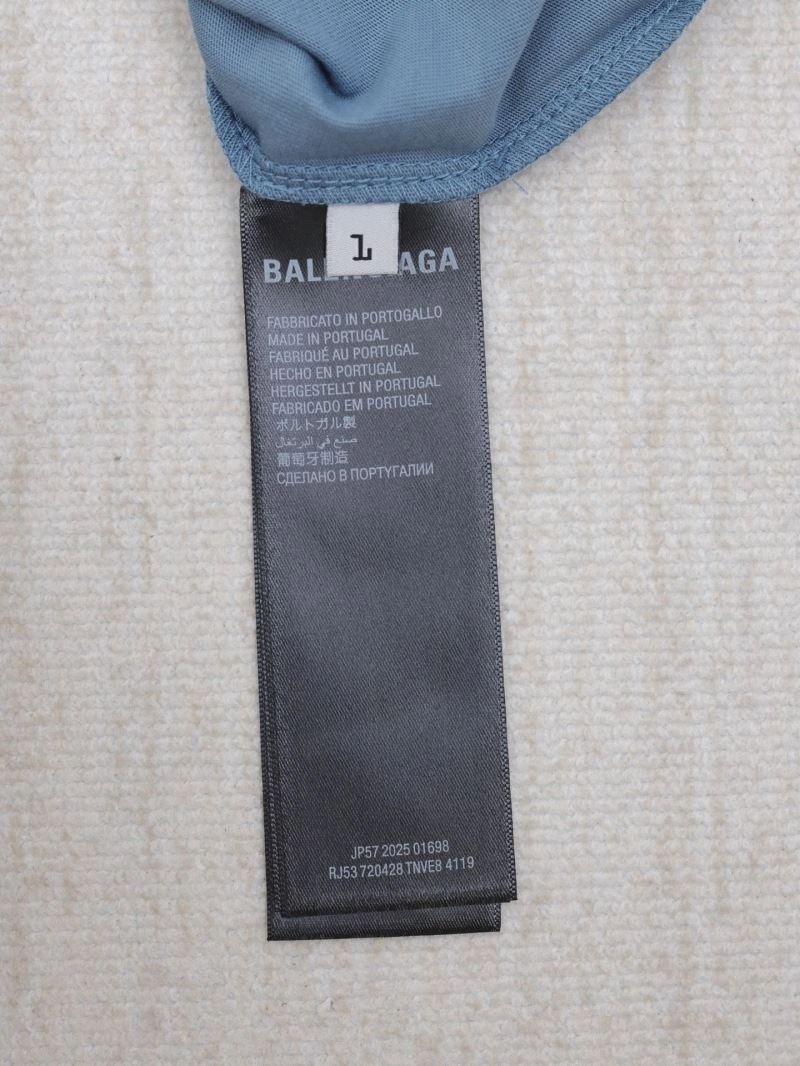 1
BALENCIAGA
FABBRICATO IN PORTOGALLO
MADE IN PORTUGAL
FABRIQUÉ AU PORTUGAL
HECHO EN PORTUGAL
HERGESTELLT IN PORTUGAL
FABRICADO EM PORTUGAL
ポルトガル製
صنع في البرتغال
葡萄牙制造
СДЕЛАНО В ПОРТУГАЛИИ
JP57 2025 01698
RJ53 720428 TNVE8 4119